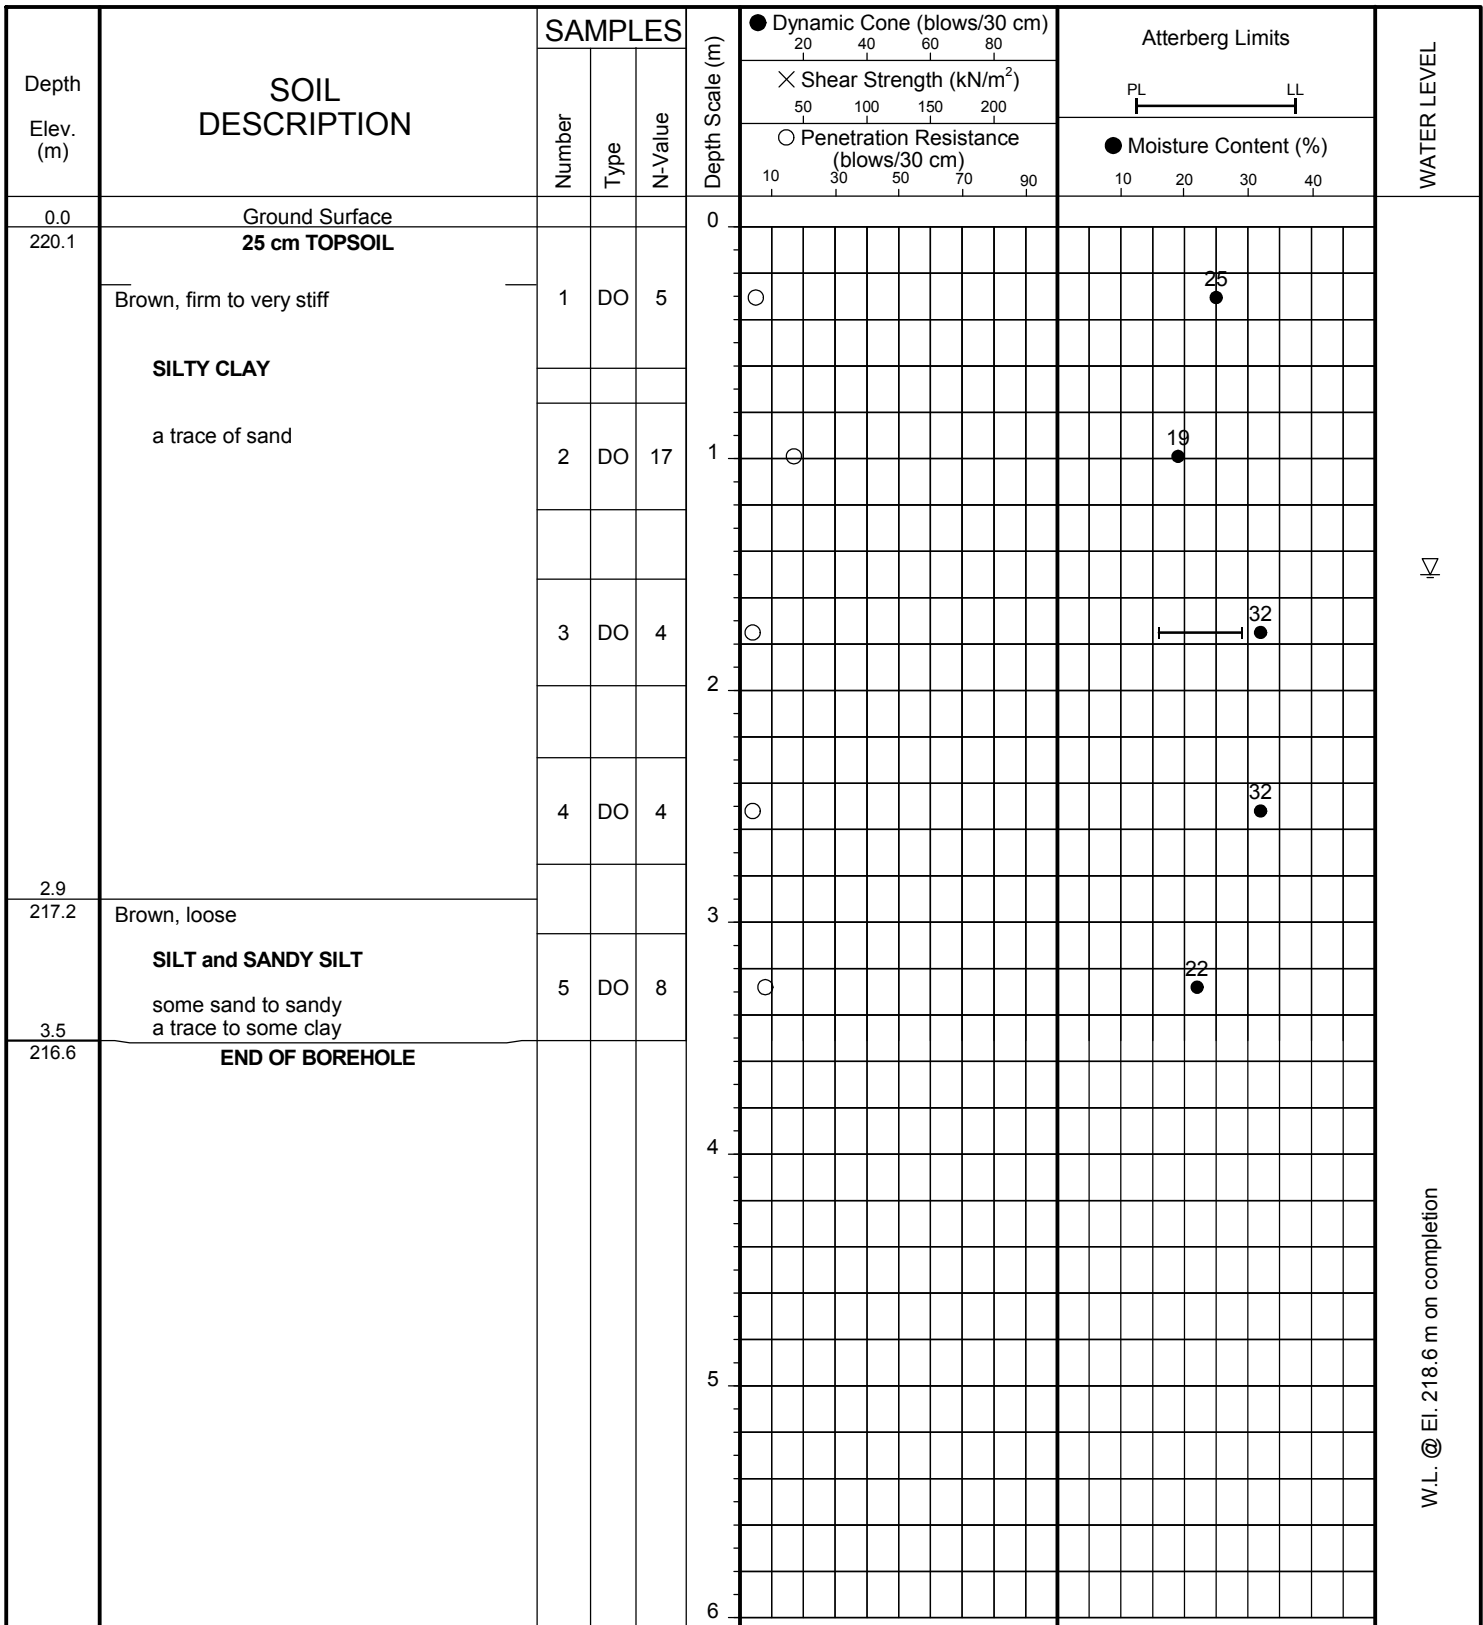 Depth
Elev.
(m)
SOIL
DESCRIPTION
SAMPLES
Number
Type
N-Value
Depth Scale (m)
● Dynamic Cone (blows/30 cm)
20 40 60 80
× Shear Strength (kN/m²)
50 100 150 200
○ Penetration Resistance
(blows/30 cm)
10 30 50 70 90
Atterberg Limits
PL LL
● Moisture Content (%)
10 20 30 40
WATER LEVEL
0.0 Ground Surface 0
220.1 25 cm TOPSOIL
25
Brown, firm to very stiff 1 DO 5
SILTY CLAY
a trace of sand
19
2 DO 17 1
32
3 DO 4
2
32
4 DO 4
2.9
217.2 Brown, loose 3
SILT and SANDY SILT
22
5 DO 8
some sand to sandy
3.5 a trace to some clay
216.6 END OF BOREHOLE
4
5
6
W.L. @ El. 218.6 m on completion